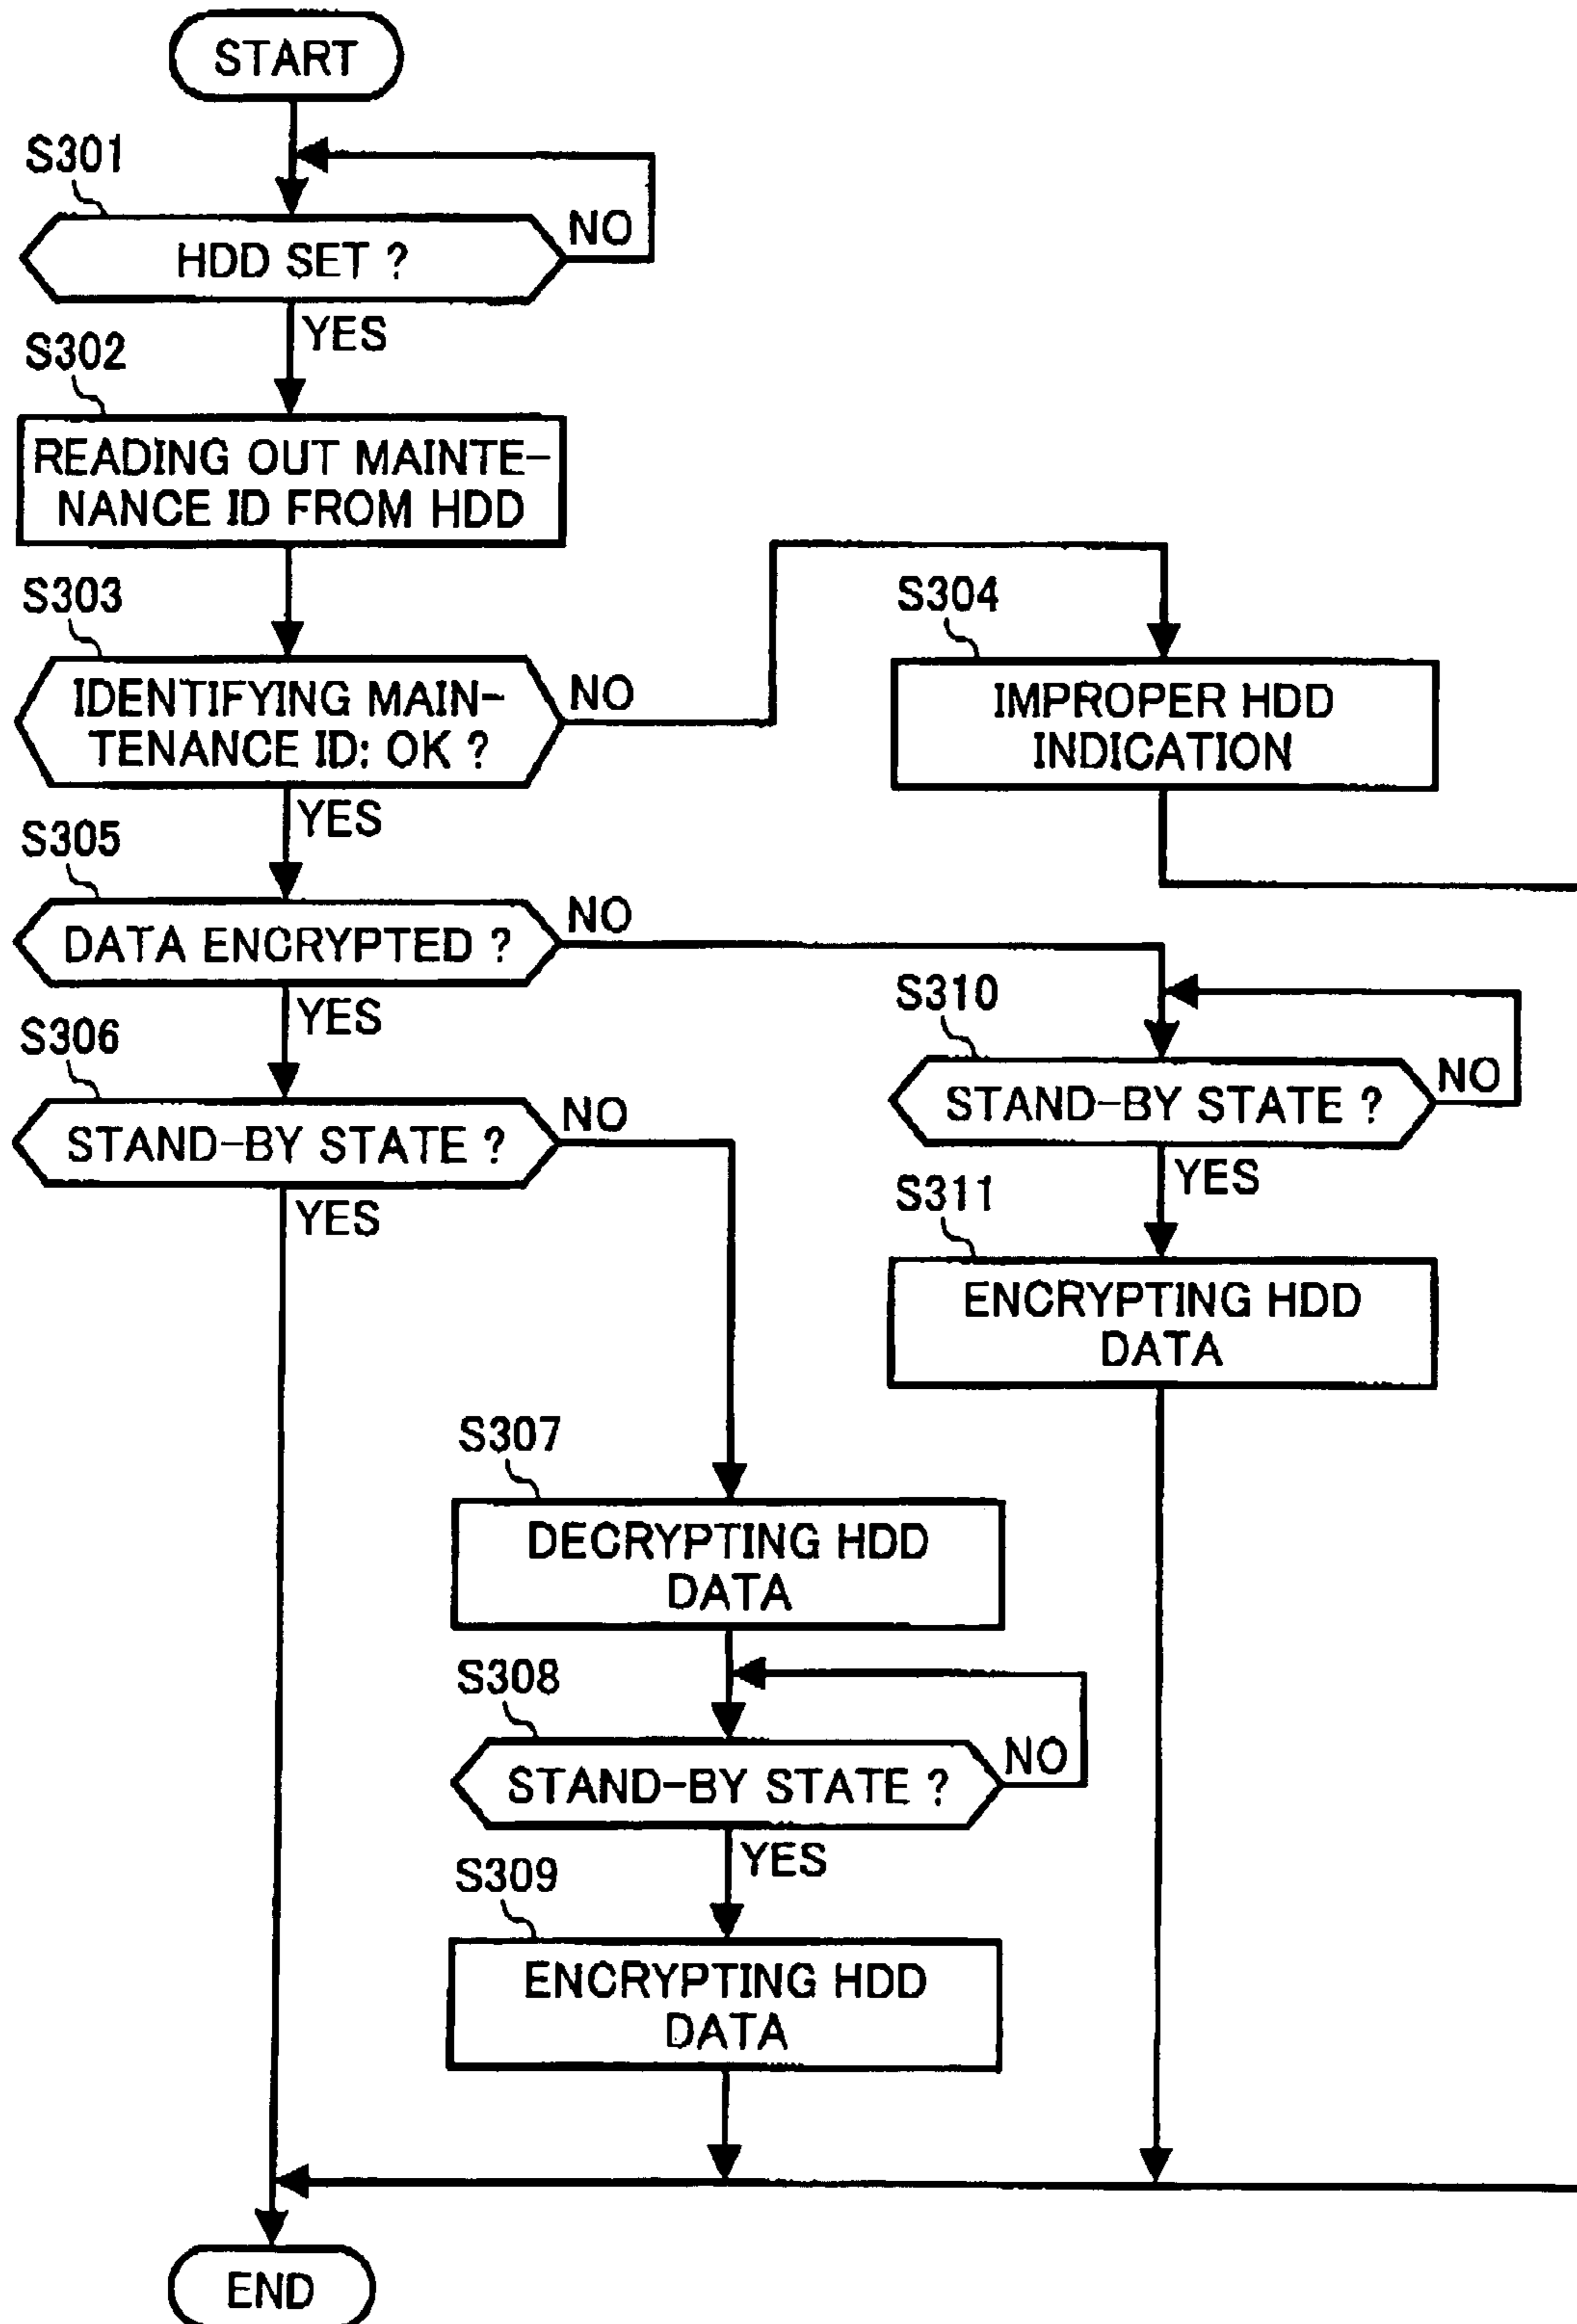 START
S301
HDD SET ?
NO
YES
S302
READING OUT MAINTE-
NANCE ID FROM HDD
S303
IDENTIFYING MAIN-
TENANCE ID: OK ?
NO
YES
S304
IMPROPER HDD
INDICATION
S305
DATA ENCRYPTED ?
NO
YES
S306
STAND-BY STATE ?
NO
YES
S310
STAND-BY STATE ?
NO
YES
S311
ENCRYPTING HDD
DATA
S307
DECRYPTING HDD
DATA
S308
STAND-BY STATE ?
NO
YES
S309
ENCRYPTING HDD
DATA
END